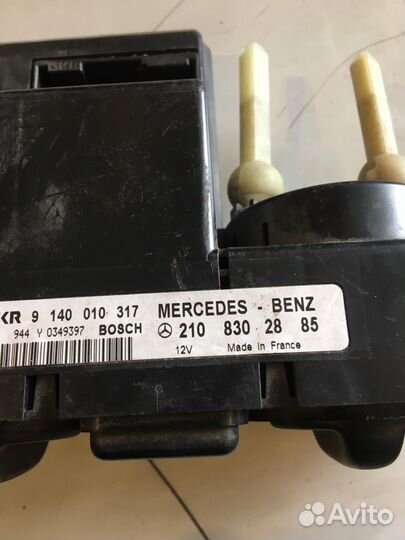 KR 9 140 010 317 MERCEDES - BENZ
944 Y 0349397 BOSCH 210 830 28 85
12V Made in France
Avito